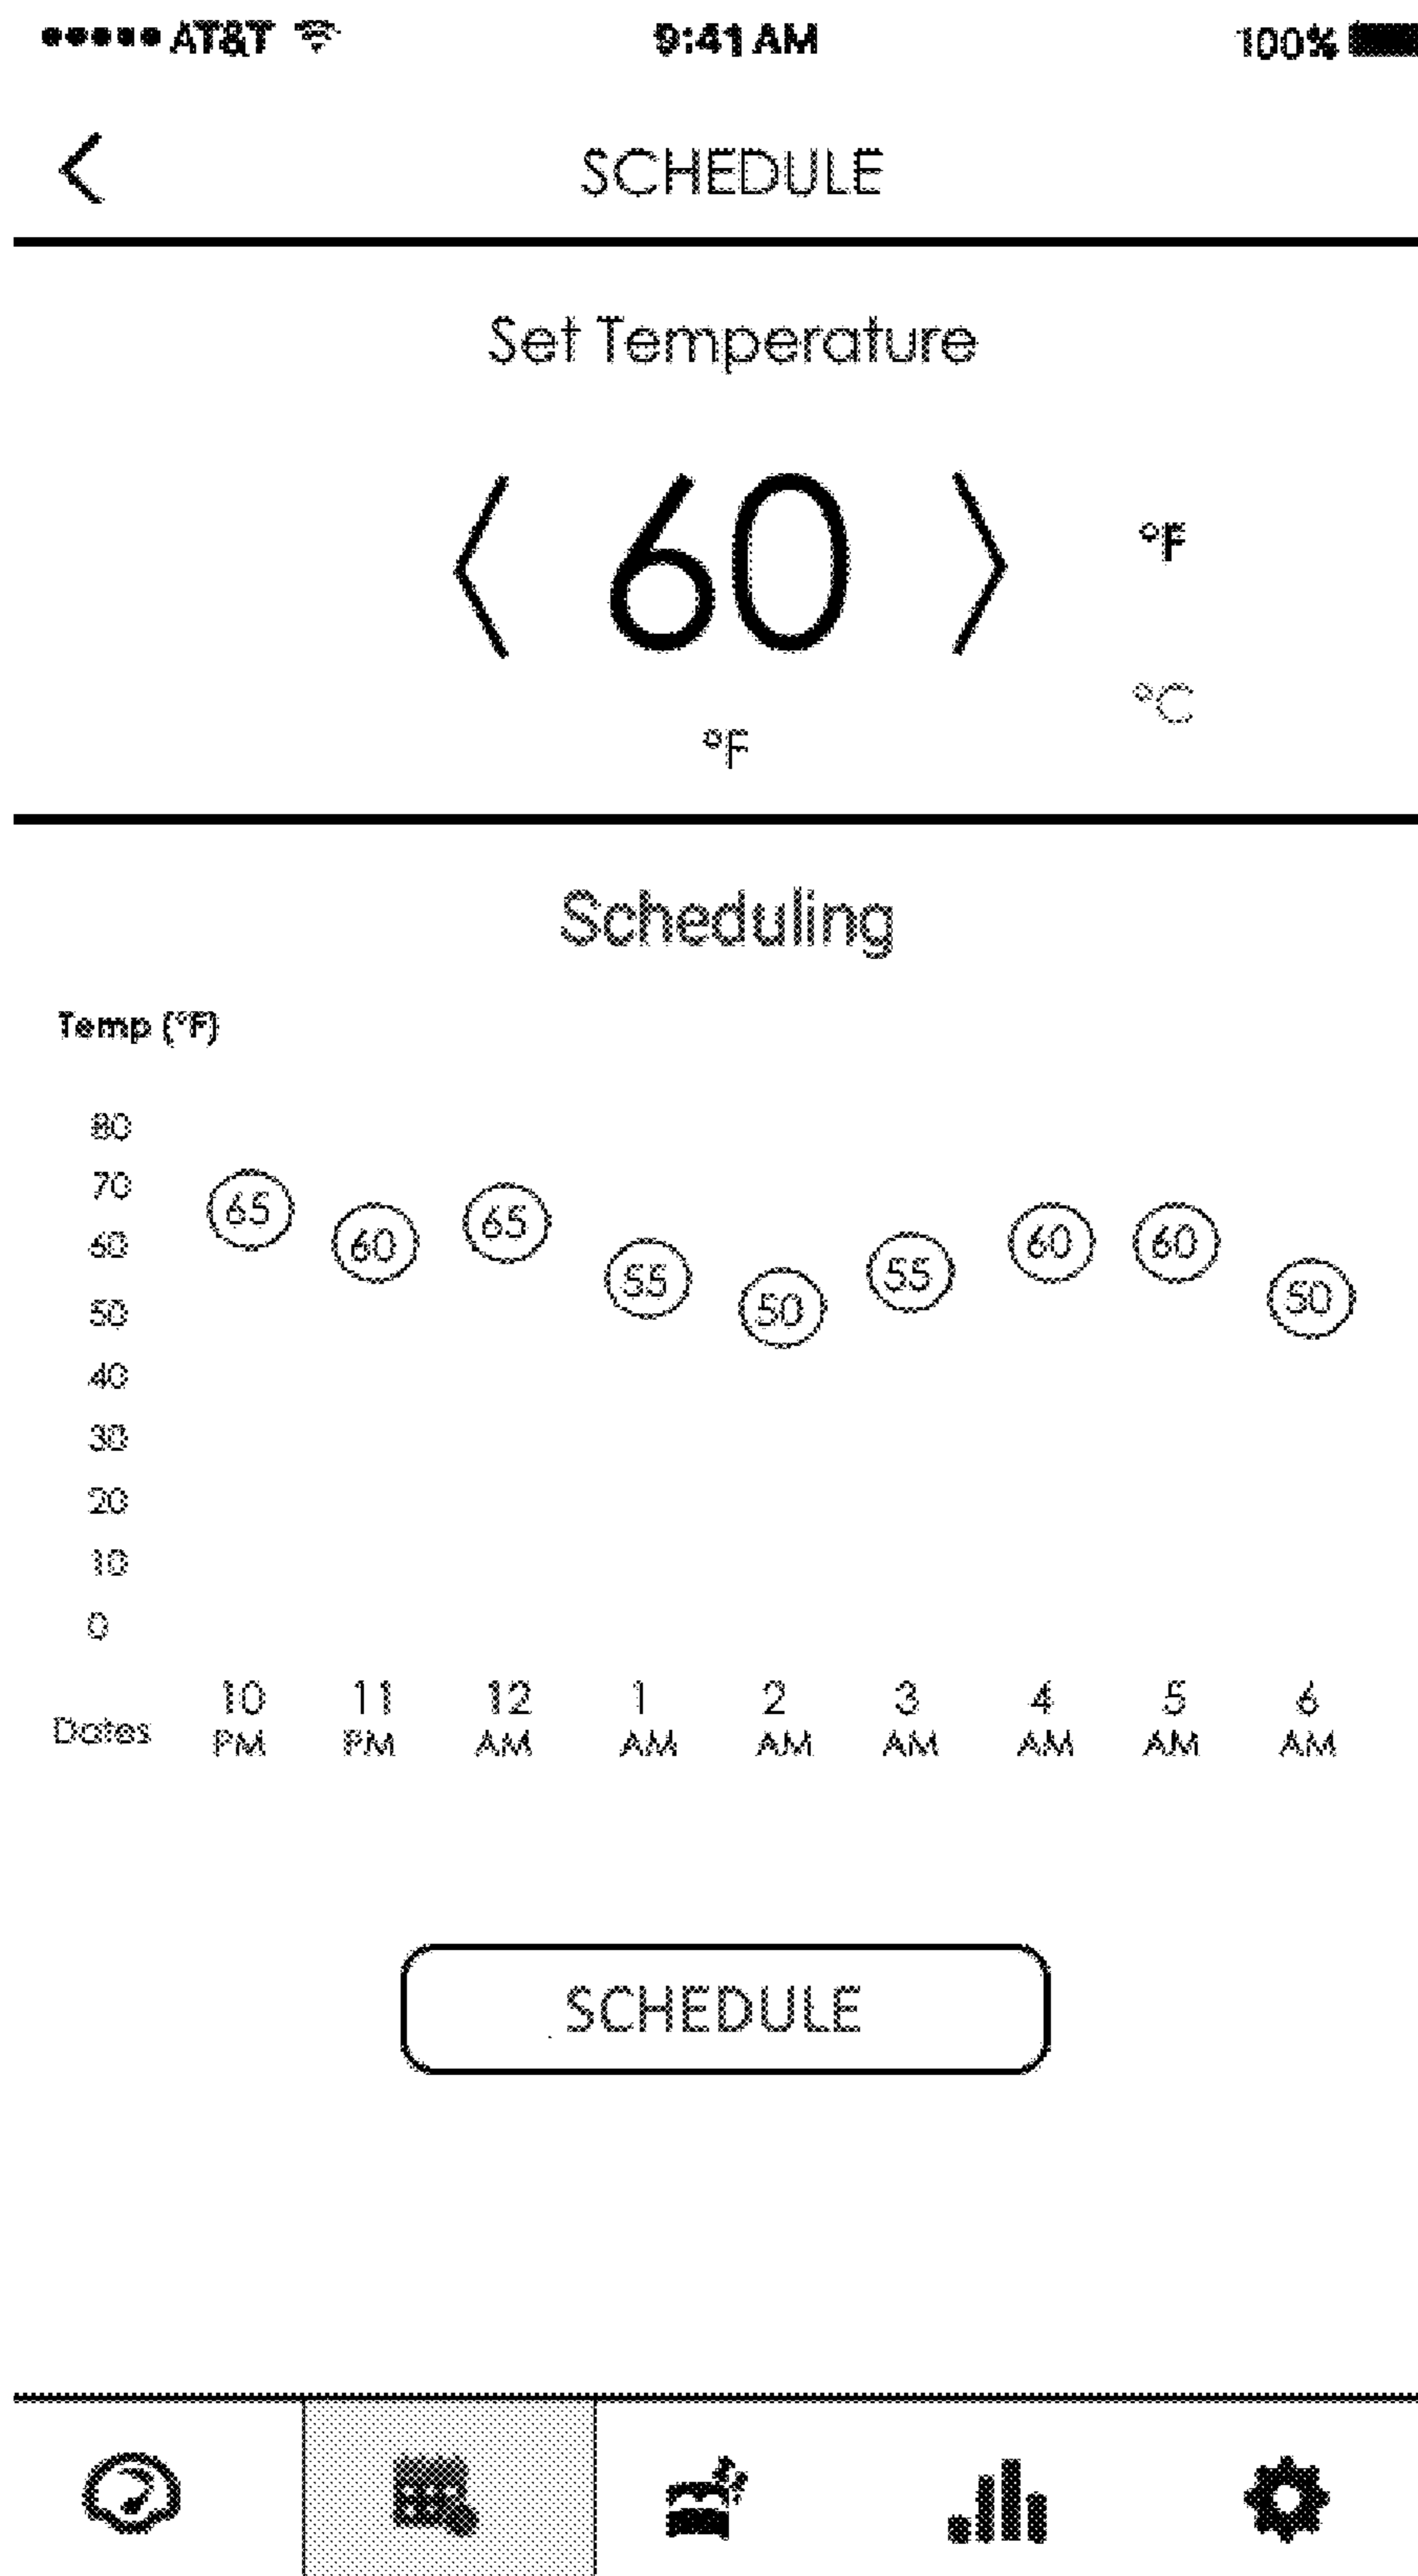 AT&T 9:41 AM 100%
SCHEDULE
Set Temperature
60 °F
°C
°F
Scheduling
Temp (°F)
80
70
60
50
40
30
20
10
0
65 60 65 55 50 55 60 60 50
10 11 12 1 2 3 4 5 6
Dates PM PM AM AM AM AM AM AM AM
SCHEDULE